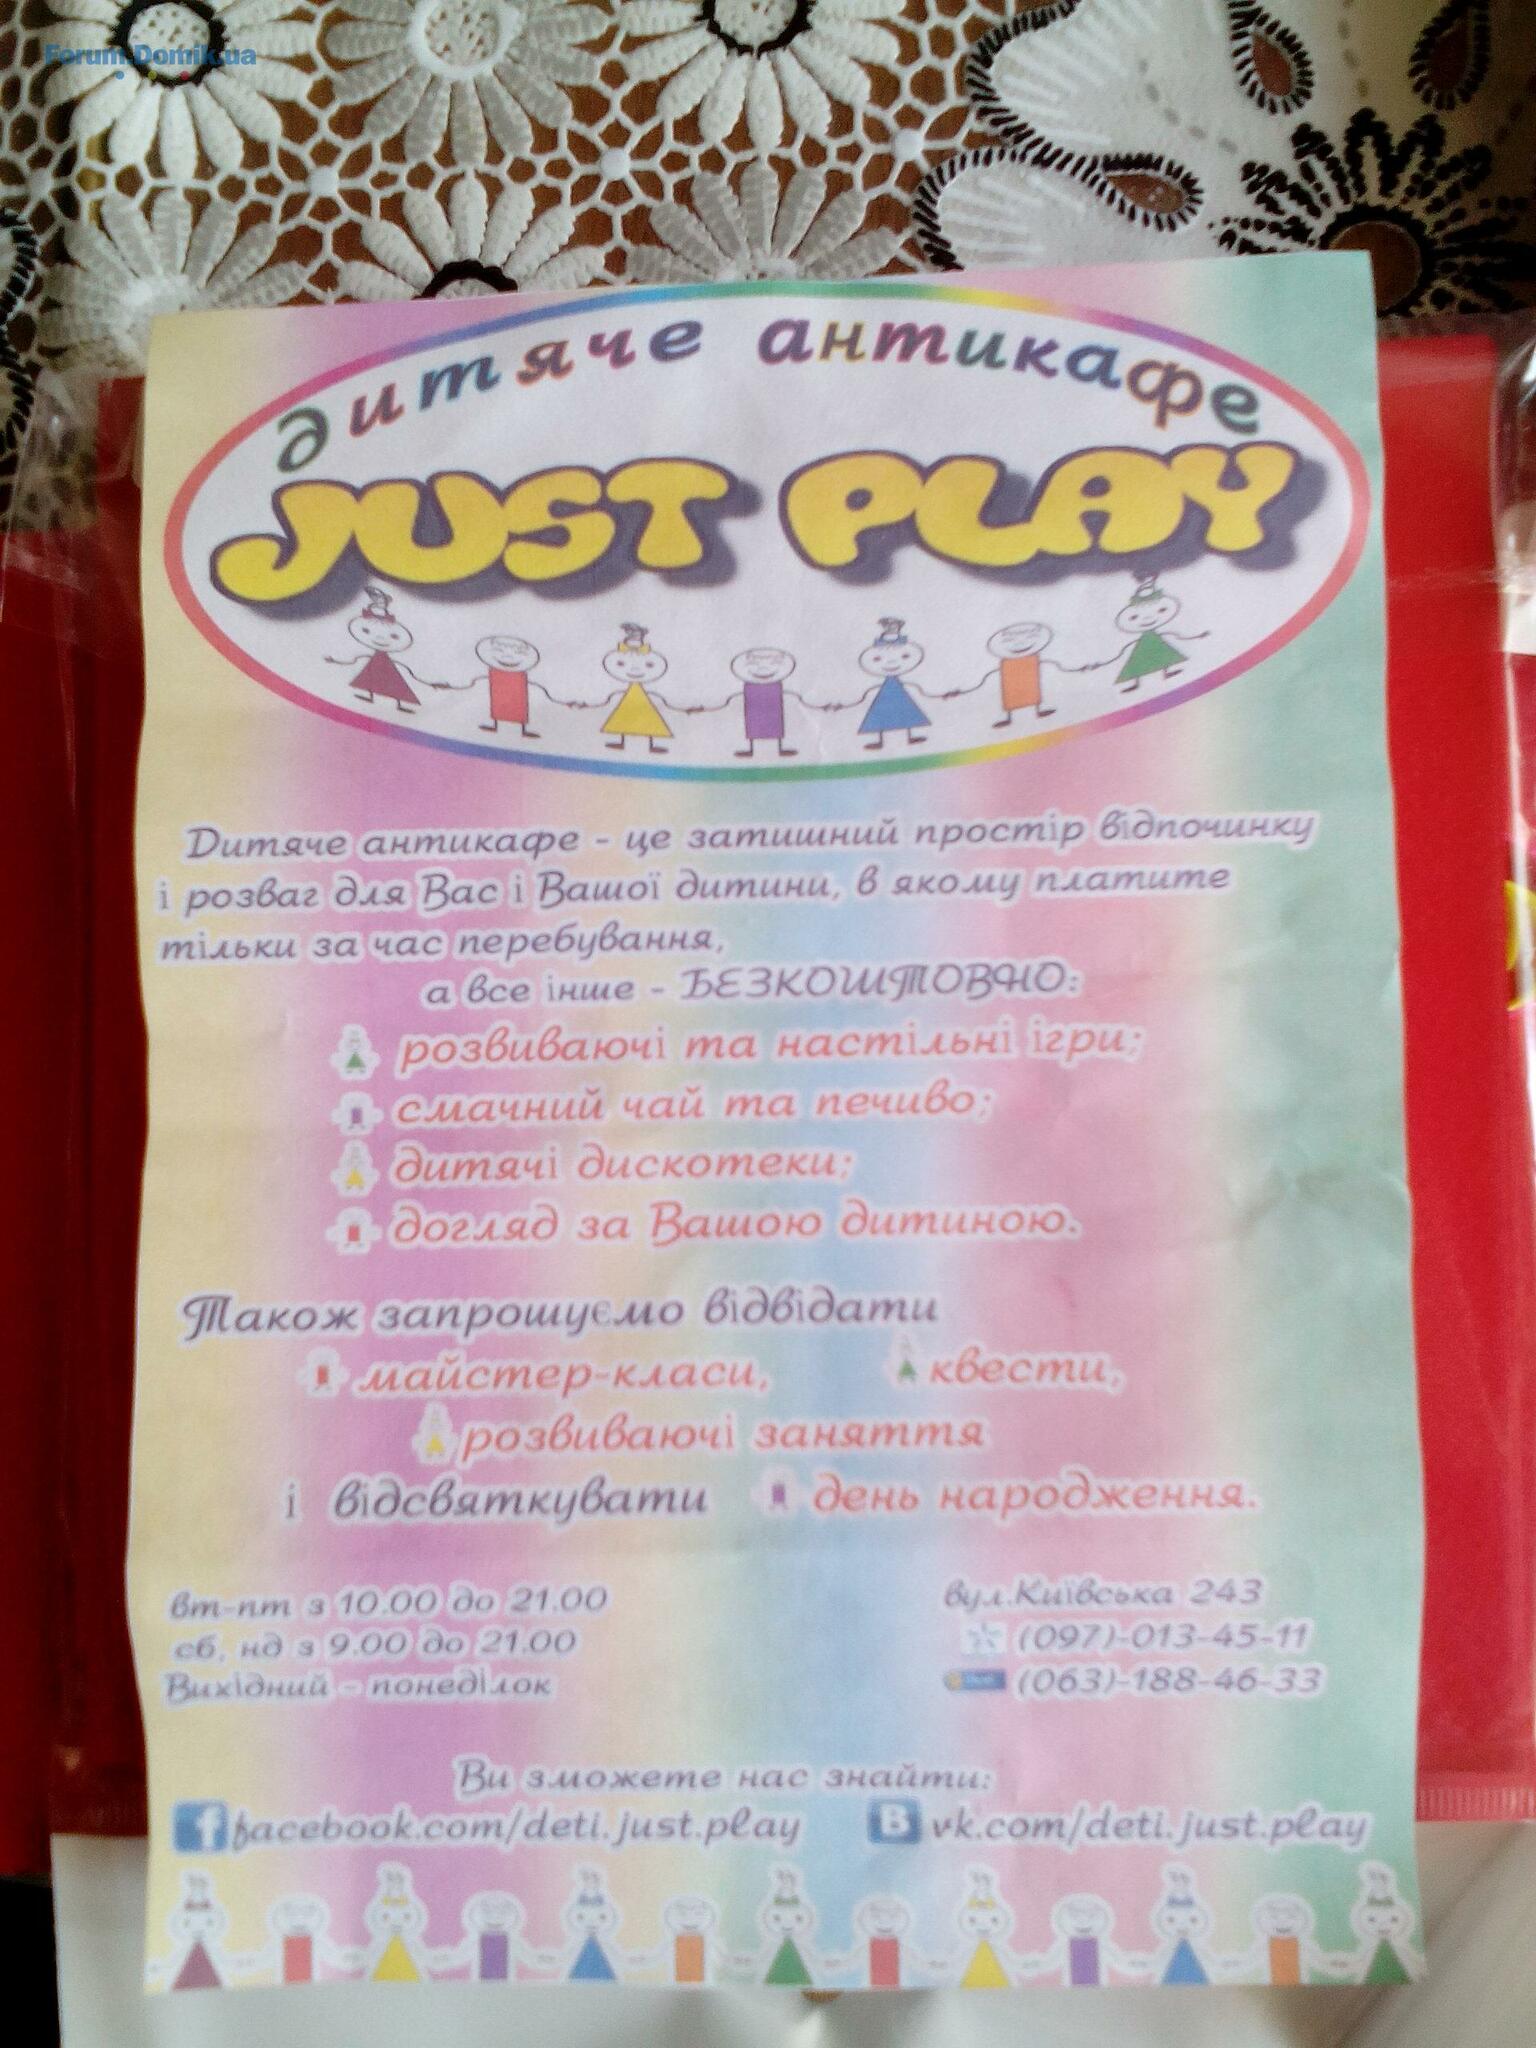 Forum.Domik.ua
дитяче антикафе
JUST PLAY
Дитяче антикафе - це затишний простір відпочинку
і розваг для Вас і Вашої дитини, в якому платите
тільки за час перебування,
а все інше - БЕЗКОШТОВНО:
розвиваючі та настільні ігри;
смачний чай та печиво;
дитячі дискотеки;
догляд за Вашою дитиною.
Також запрошуємо відвідати
майстер-класи, квести,
розвиваючі заняття
і відсвяткувати день народження.
вт-пт з 10.00 до 21.00
сб, нд з 9.00 до 21.00
Вихідний - понеділок
вул.Київська 243
(097)-013-45-11
(063)-188-46-33
Ви зможете нас знайти:
facebook.com/deti.just.play
vk.com/deti.just.play